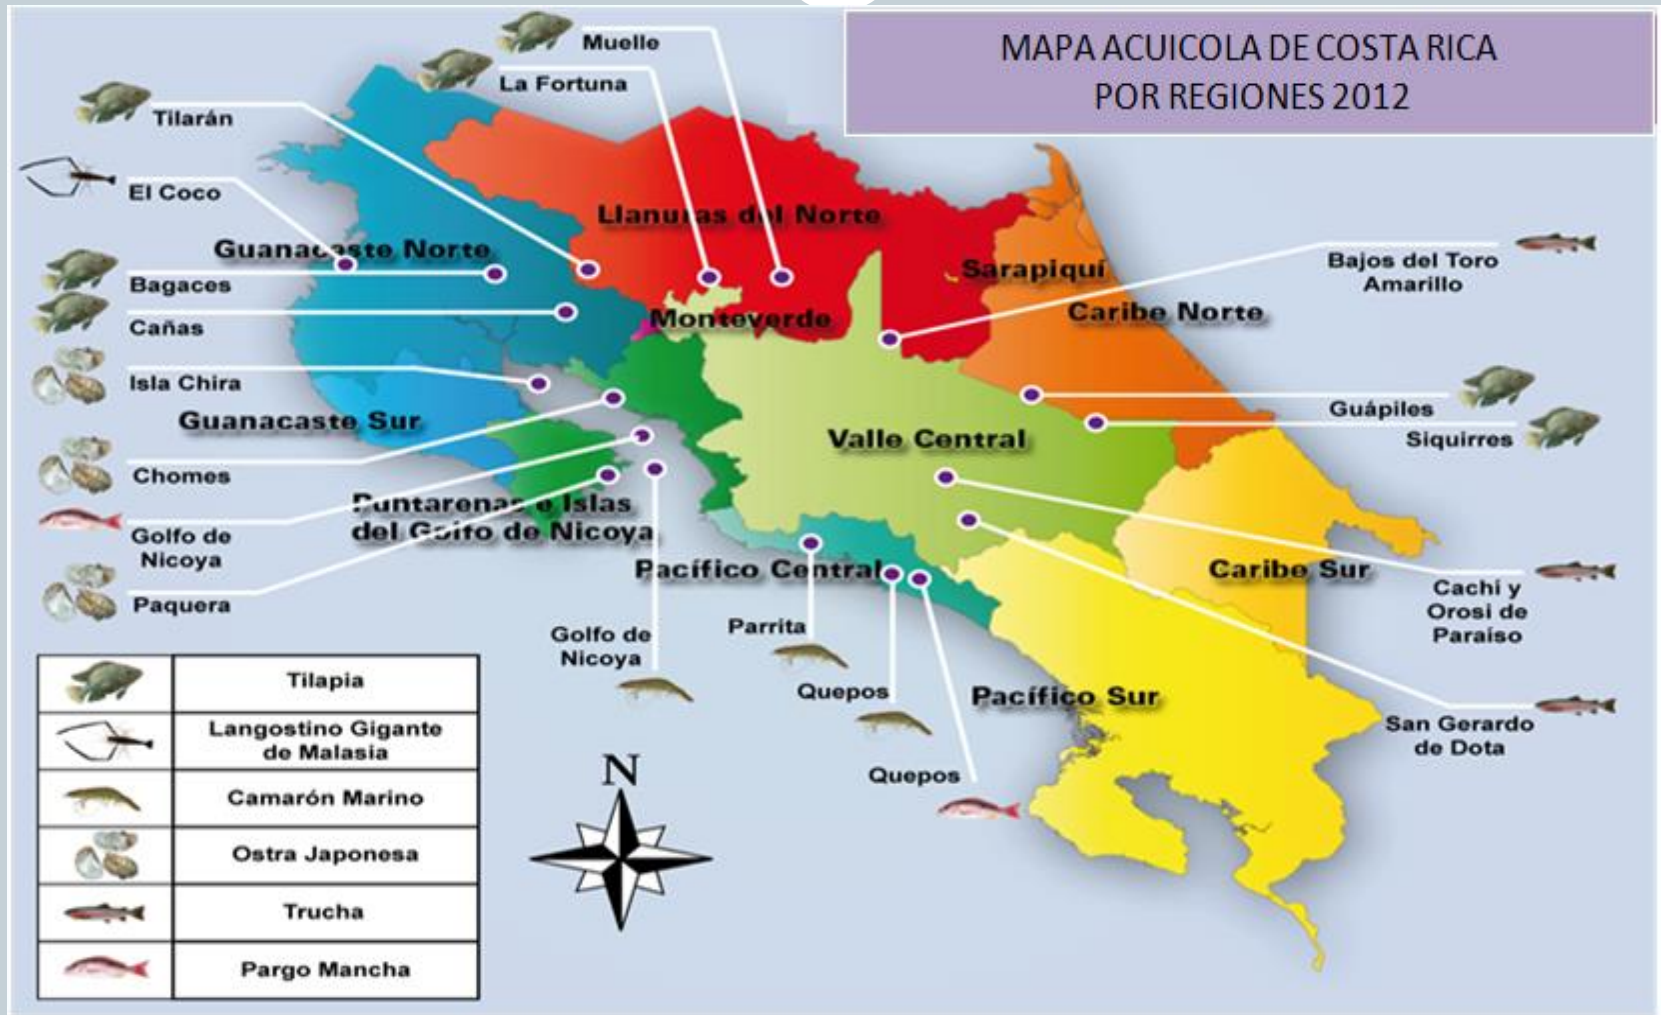 MAPA ACUICOLA DE COSTA RICA
POR REGIONES 2012
Muelle
La Fortuna
Tilarán
El Coco
Bagaces
Cañas
Isla Chira
Chomes
Golfo de
Nicoya
Paquera
Guanacaste Norte
Llanuras del Norte
Sarapiquí
Caribe Norte
Monteverde
Guanacaste Sur
Valle Central
Puntarenas e Islas
del Golfo de Nicoya
Pacífico Central
Caribe Sur
Pacífico Sur
Bajos del Toro
Amarillo
Guápiles
Siquirres
Cachí y
Orosi de
Paraíso
San Gerardo
de Dota
Golfo de
Nicoya
Parrita
Quepos
Quepos
N
Tilapia
Langostino Gigante
de Malasia
Camarón Marino
Ostra Japonesa
Trucha
Pargo Mancha